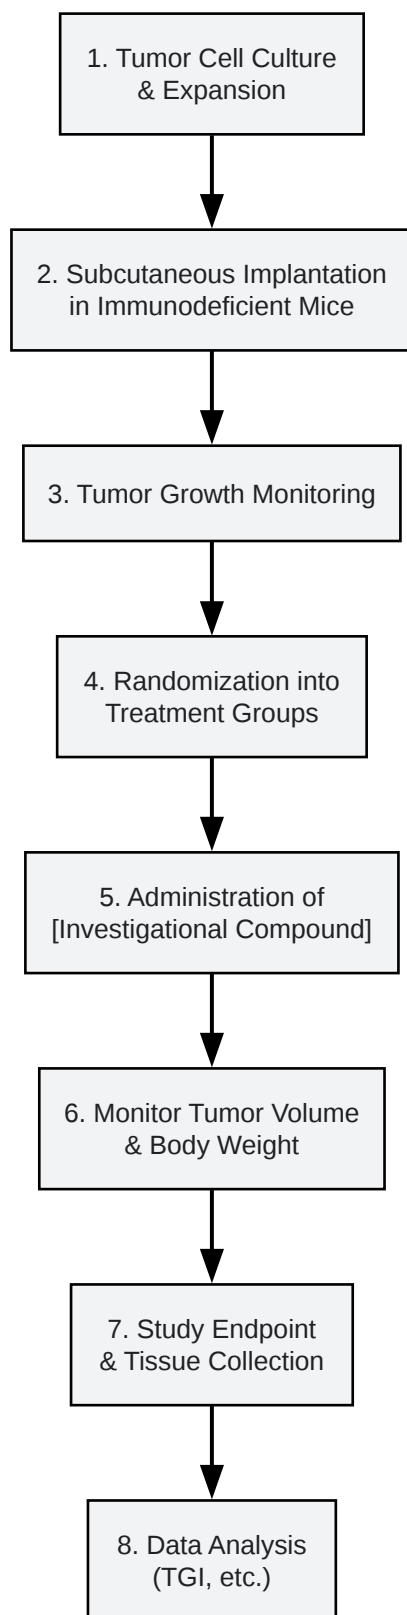 1. Tumor Cell Culture
& Expansion
2. Subcutaneous Implantation
in Immunodeficient Mice
3. Tumor Growth Monitoring
4. Randomization into
Treatment Groups
5. Administration of
[Investigational Compound]
6. Monitor Tumor Volume
& Body Weight
7. Study Endpoint
& Tissue Collection
8. Data Analysis
(TGI, etc.)